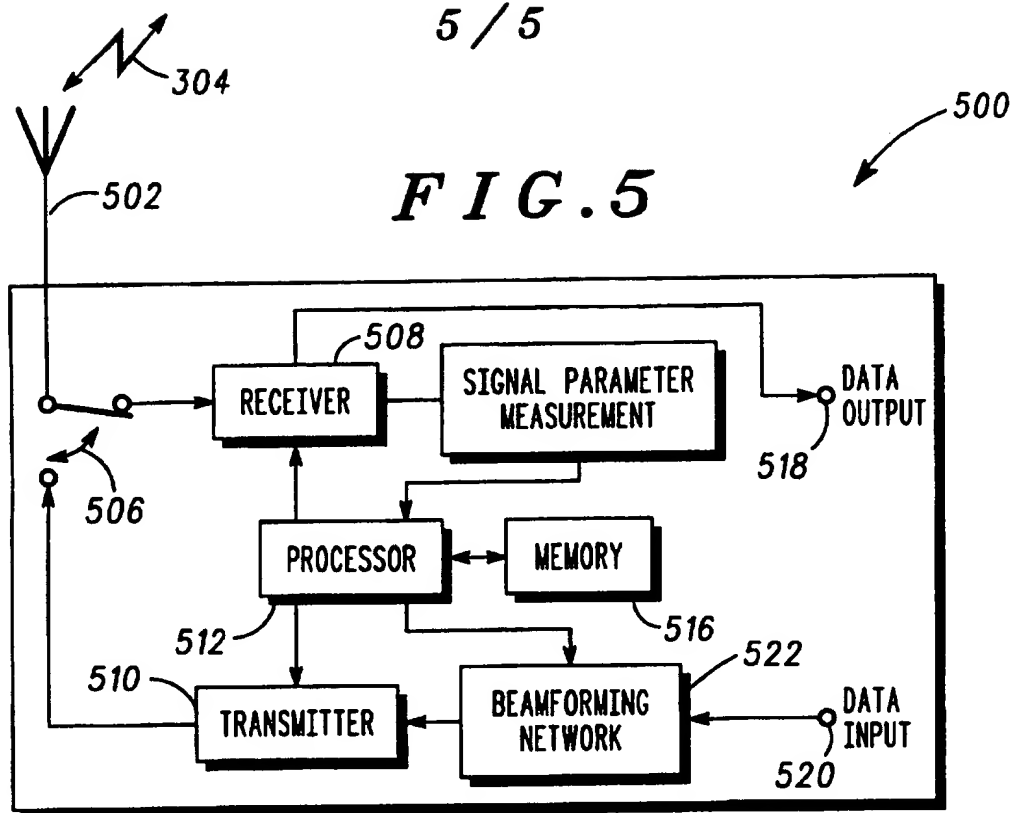 5/5
304
500
502
FIG.5
508
RECEIVER
SIGNAL PARAMETER
MEASUREMENT
DATA
OUTPUT
518
506
PROCESSOR
MEMORY
512
516
510
522
TRANSMITTER
BEAMFORMING
NETWORK
DATA
INPUT
520